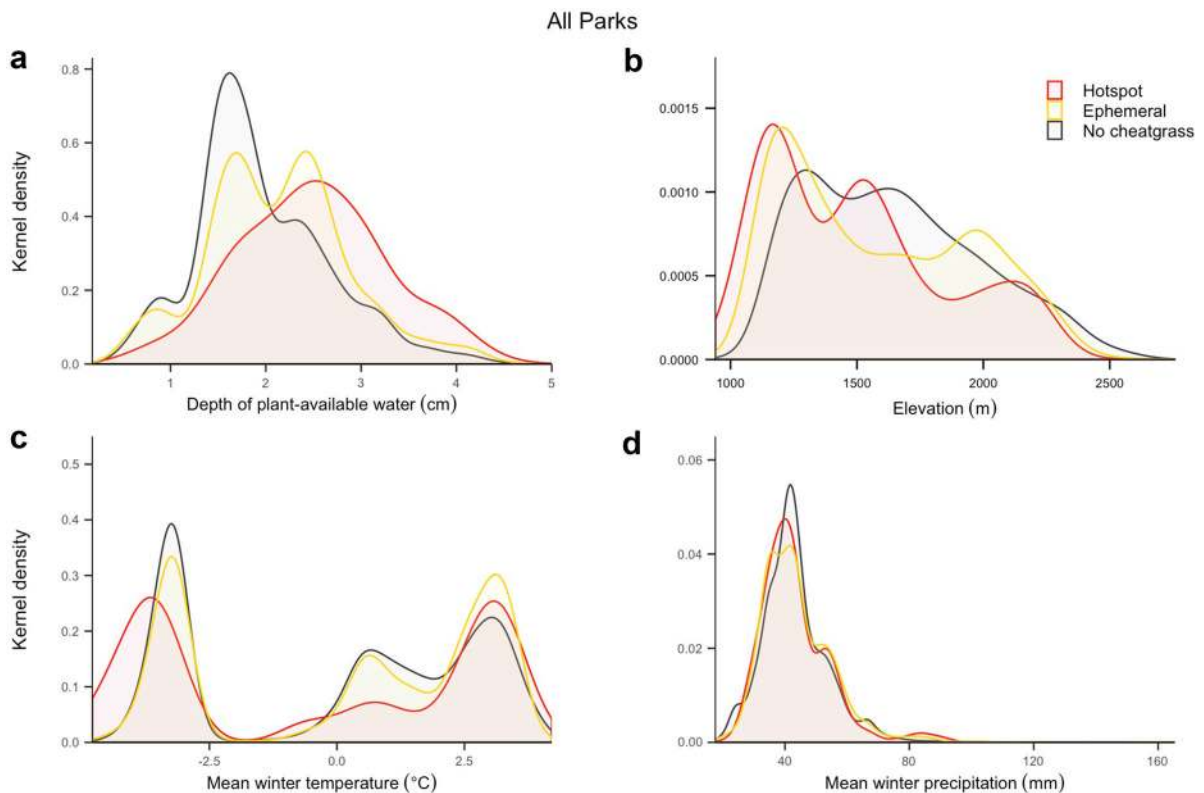 All Parks
a
0.8
0.6
0.4
0.2
0.0
Kernel density
1 2 3 4 5
Depth of plant-available water (cm)
b
Hotspot
Ephemeral
No cheatgrass
0.0015
0.0010
0.0005
0.0000
1000 1500 2000 2500
Elevation (m)
c
0.5
0.4
0.3
0.2
0.1
0.0
Kernel density
-2.5 0.0 2.5
Mean winter temperature (°C)
d
0.06
0.04
0.02
0.00
40 80 120 160
Mean winter precipitation (mm)